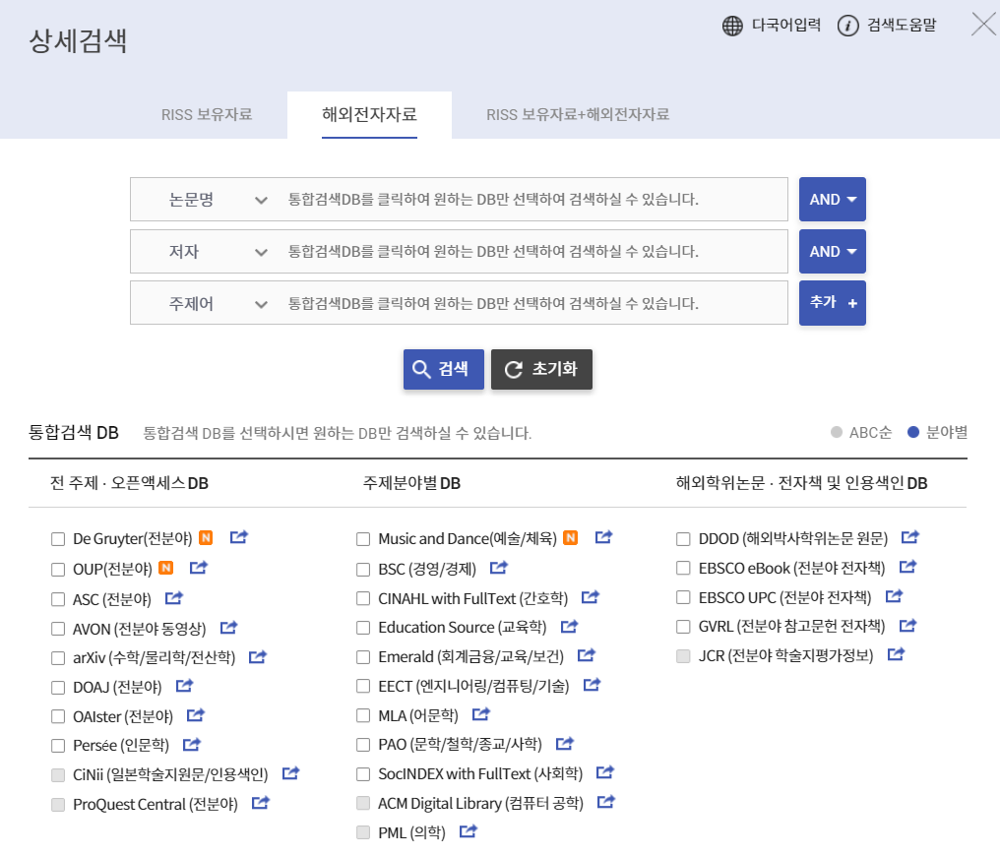 다국어입력 검색도움말
상세검색
RISS 보유자료 해외전자자료 RISS 보유자료+해외전자자료
논문명 통합검색DB를 클릭하여 원하는 DB만 선택하여 검색하실 수 있습니다. AND
저자 통합검색DB를 클릭하여 원하는 DB만 선택하여 검색하실 수 있습니다. AND
주제어 통합검색DB를 클릭하여 원하는 DB만 선택하여 검색하실 수 있습니다. 추가 +
검색 초기화
통합검색 DB 통합검색 DB를 선택하시면 원하는 DB만 검색하실 수 있습니다. ABC순 분야별
전 주제 · 오픈액세스 DB
De Gruyter(전분야) N
OUP(전분야) N
ASC (전분야)
AVON (전분야 동영상)
arXiv (수학/물리학/전산학)
DOAJ (전분야)
OAIster (전분야)
Persée (인문학)
CiNii (일본학술지원문/인용색인)
ProQuest Central (전분야)
주제분야별 DB
Music and Dance(예술/체육) N
BSC (경영/경제)
CINAHL with FullText (간호학)
Education Source (교육학)
Emerald (회계금융/교육/보건)
EECT (엔지니어링/컴퓨팅/기술)
MLA (어문학)
PAO (문학/철학/종교/사학)
SocINDEX with FullText (사회학)
ACM Digital Library (컴퓨터 공학)
PML (의학)
해외학위논문 · 전자책 및 인용색인 DB
DDOD (해외박사학위논문 원문)
EBSCO eBook (전분야 전자책)
EBSCO UPC (전분야 전자책)
GVRL (전분야 참고문헌 전자책)
JCR (전분야 학술지평가정보)